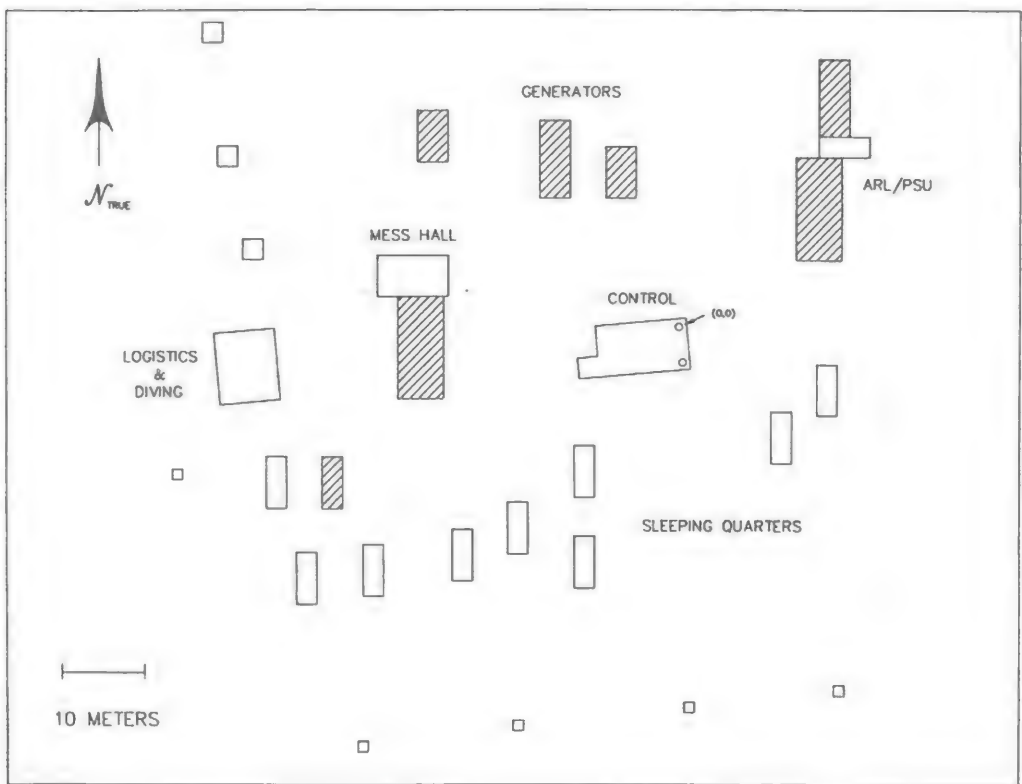 GENERATORS
ARL/PSU
N TRUE
MESS HALL
CONTROL
(0,0)
LOGISTICS
&
DIVING
SLEEPING QUARTERS
10 METERS